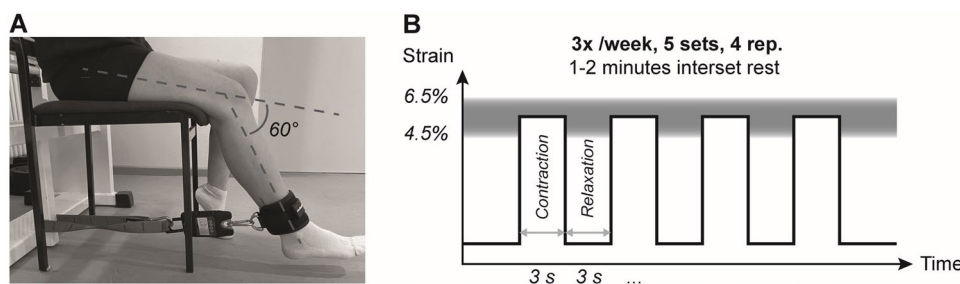 A
60°
B
3x /week, 5 sets, 4 rep.
1-2 minutes interset rest
Strain
6.5%
4.5%
Contraction
Relaxation
Time
3 s
3 s
...